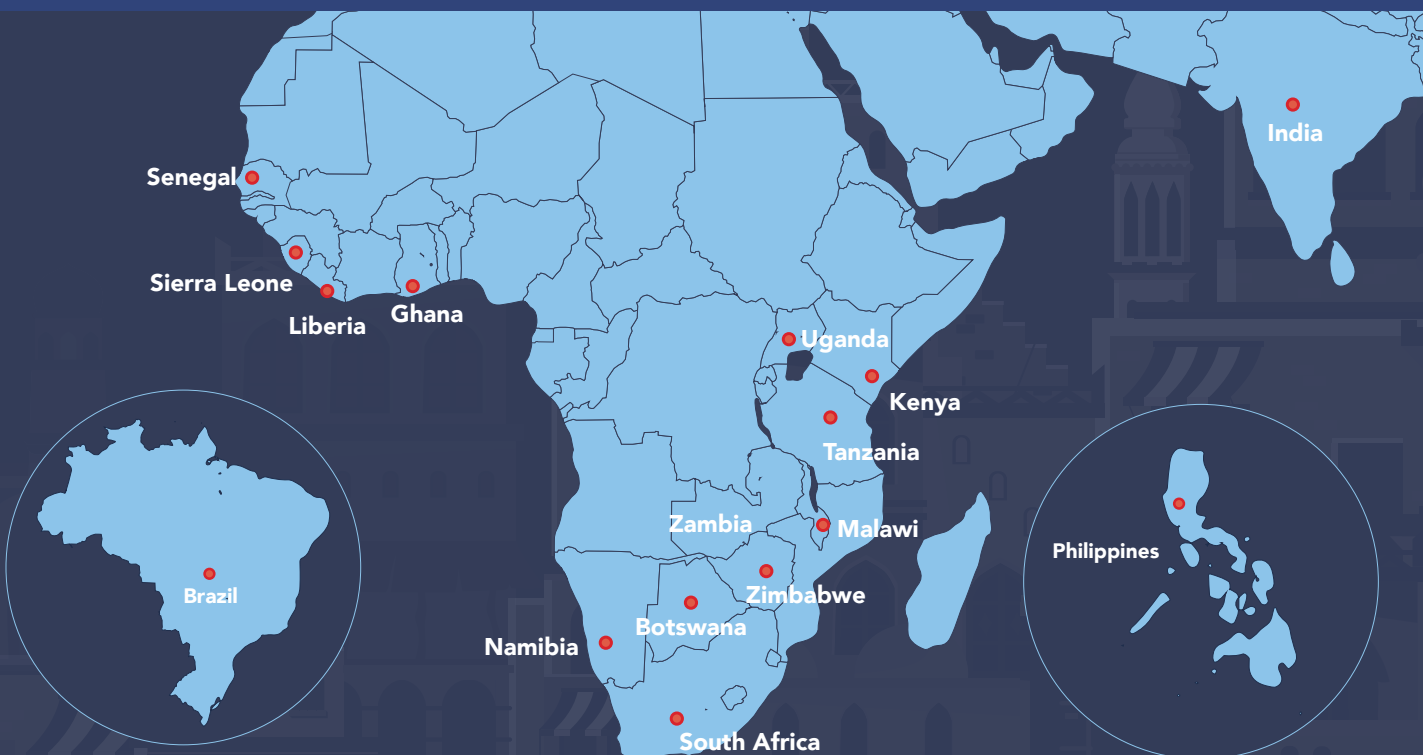 India
Senegal
Sierra Leone
Ghana
Liberia
Uganda
Kenya
Tanzania
Zambia
Malawi
Philippines
Zimbabwe
Brazil
Botswana
Namibia
South Africa